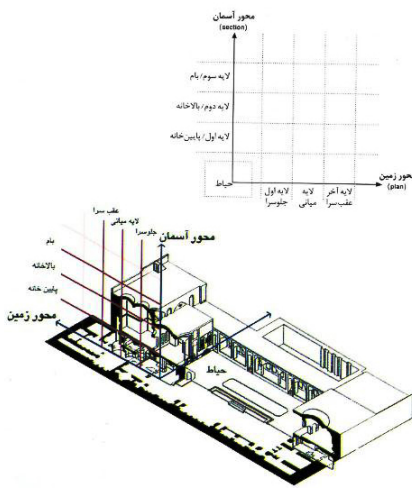 محور آسمان
(section)
لایه سوم/ بام
لایه دوم/ بالاخانه
لایه اول/ پایین‌خانه
حیاط
لایه اول
جلوسرا
لایه
میانی
لایه آخر
عقب سرا
محور زمین
(plan)
عقب سرا
لایه میانی
جلوسرا
محور آسمان
بام
بالاخانه
پایین خانه
محور زمین
حیاط